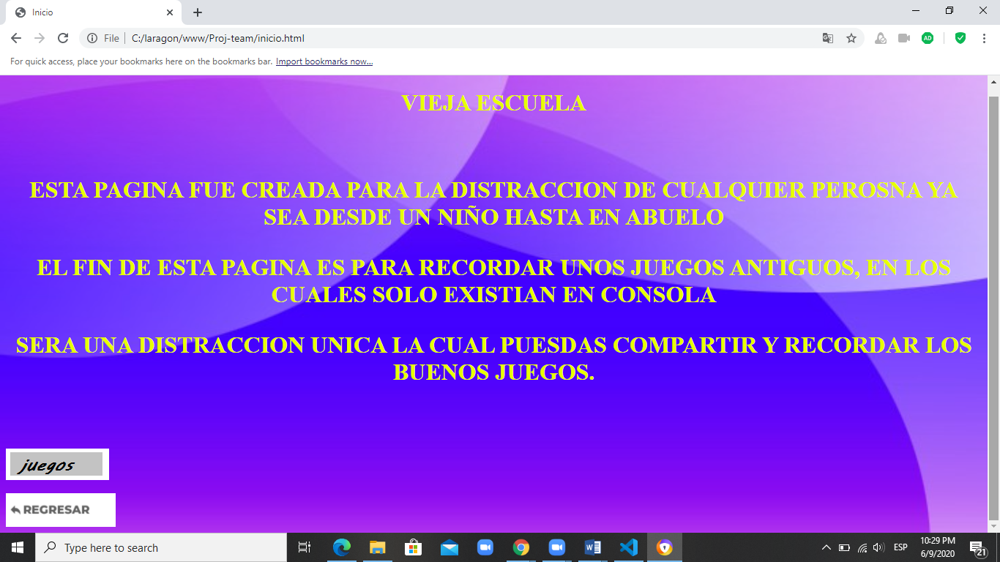 Inicio
File
C:/laragon/www/Proj-team/inicio.html
AD
For quick access, place your bookmarks here on the bookmarks bar. Import bookmarks now...
VIEJA ESCUELA
ESTA PAGINA FUE CREADA PARA LA DISTRACCION DE CUALQUIER PEROSNA YA
SEA DESDE UN NIÑO HASTA EN ABUELO
EL FIN DE ESTA PAGINA ES PARA RECORDAR UNOS JUEGOS ANTIGUOS, EN LOS
CUALES SOLO EXISTIAN EN CONSOLA
SERA UNA DISTRACCION UNICA LA CUAL PUESDAS COMPARTIR Y RECORDAR LOS
BUENOS JUEGOS.
juegos
REGRESAR
Type here to search
ESP
10:29 PM
6/9/2020
21